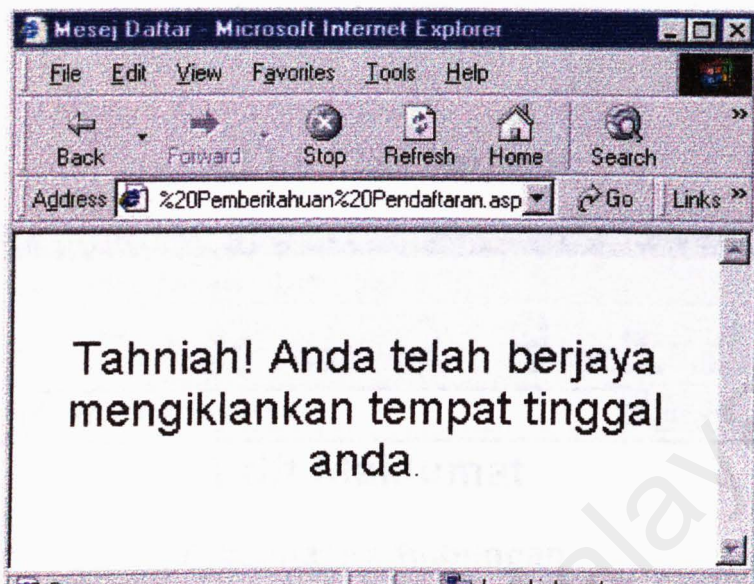 Mesej Daftar - Microsoft Internet Explorer
File Edit View Favorites Tools Help
Back Forward Stop Refresh Home Search »
Address %20Pemberitahuan%20Pendaftaran.asp Go Links »
Tahniah! Anda telah berjaya
mengiklankan tempat tinggal
anda.